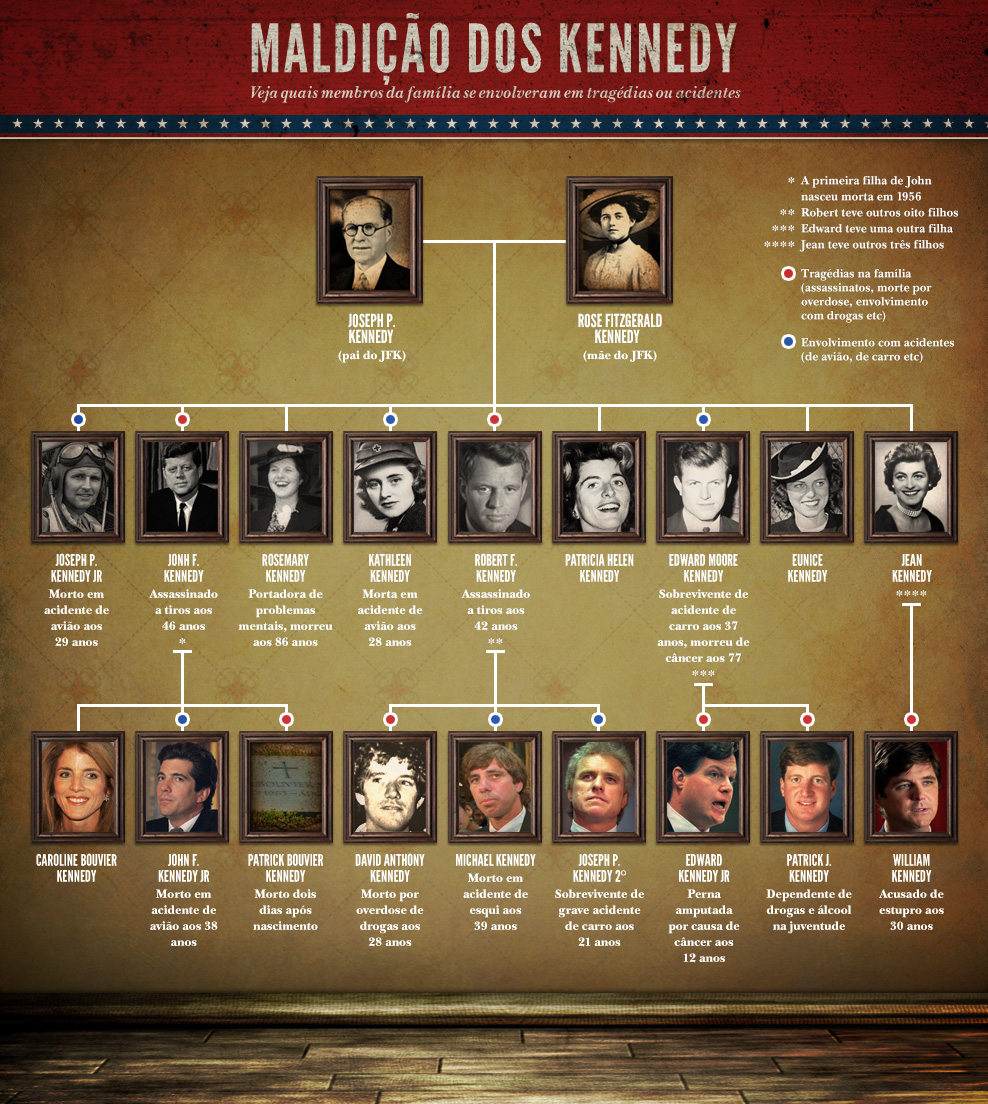 MALDIÇÃO DOS KENNEDY
Veja quais membros da família se envolveram em tragédias ou acidentes
* A primeira filha de John
nasceu morta em 1956
** Robert teve outros oito filhos
*** Edward teve uma outra filha
**** Jean teve outros três filhos
Tragédias na família
(assassinatos, morte por
overdose, envolvimento
com drogas etc)
Envolvimento com acidentes
(de avião, de carro etc)
JOSEPH P.
KENNEDY
(pai do JFK)
ROSE FITZGERALD
KENNEDY
(mãe do JFK)
JOSEPH P.
KENNEDY JR
Morto em
acidente de
avião aos
29 anos
JONH F.
KENNEDY
Assassinado
a tiros aos
46 anos
*
ROSEMARY
KENNEDY
Portadora de
problemas
mentais, morreu
aos 86 anos
KATHLEEN
KENNEDY
Morta em
acidente de
avião aos
28 anos
ROBERT F.
KENNEDY
Assassinado
a tiros aos
42 anos
**
PATRICIA HELEN
KENNEDY
EDWARD MOORE
KENNEDY
Sobrevivente de
acidente de
carro aos 37
anos, morreu de
câncer aos 77
***
EUNICE
KENNEDY
JEAN
KENNEDY
****
CAROLINE BOUVIER
KENNEDY
JOHN F.
KENNEDY JR
Morto em
acidente de
avião aos 38
anos
PATRICK BOUVIER
KENNEDY
Morto dois
dias após
nascimento
DAVID ANTHONY
KENNEDY
Morto por
overdose de
drogas aos
28 anos
MICHAEL KENNEDY
Morto em
acidente de
esqui aos
39 anos
JOSEPH P.
KENNEDY 2º
Sobrevivente de
grave acidente
de carro aos
21 anos
EDWARD
KENNEDY JR
Perna
amputada
por causa de
câncer aos
12 anos
PATRICK J.
KENNEDY
Dependente de
drogas e álcool
na juventude
WILLIAM
KENNEDY
Acusado de
estupro aos
30 anos